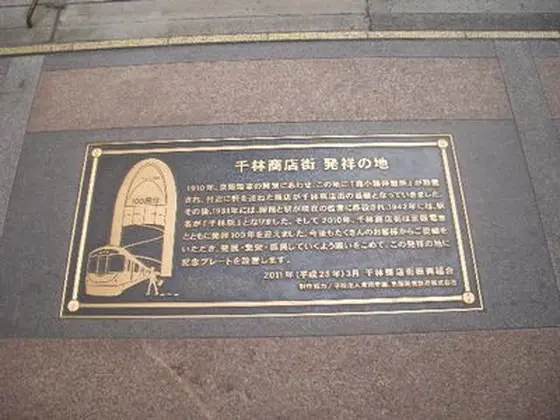 千林商店街 発祥の地
100周年
1910年、京阪電車の開業にあわせ、この地に「森小路停留所」が設置
され、付近に軒を連ねた商店が千林商店街の基礎となっていきました。
その後、1931年には、線路と駅が現在の位置に移設され、1942年には、駅
名が「千林駅」となりました。そして2010年、千林商店街は京阪電車
とともに発祥100年を迎えました。今後もたくさんのお客様からご愛顧を
いただき、発展・繁栄・振興していくよう願いをこめて、この発祥の地に
記念プレートを設置します。
2011年(平成23年)3月 千林商店街振興組合